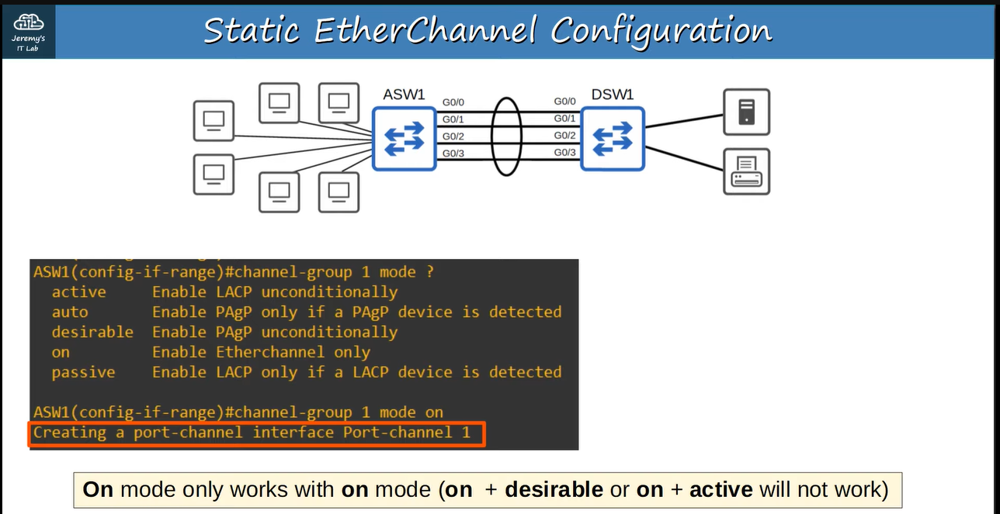 Jeremy's
IT Lab
Static EtherChannel Configuration
ASW1
DSW1
G0/0
G0/0
G0/1
G0/1
G0/2
G0/2
G0/3
G0/3
ASW1(config-if-range)#channel-group 1 mode ?
active Enable LACP unconditionally
auto Enable PAgP only if a PAgP device is detected
desirable Enable PAgP unconditionally
on Enable Etherchannel only
passive Enable LACP only if a LACP device is detected
ASW1(config-if-range)#channel-group 1 mode on
Creating a port-channel interface Port-channel 1
On mode only works with on mode (on + desirable or on + active will not work)